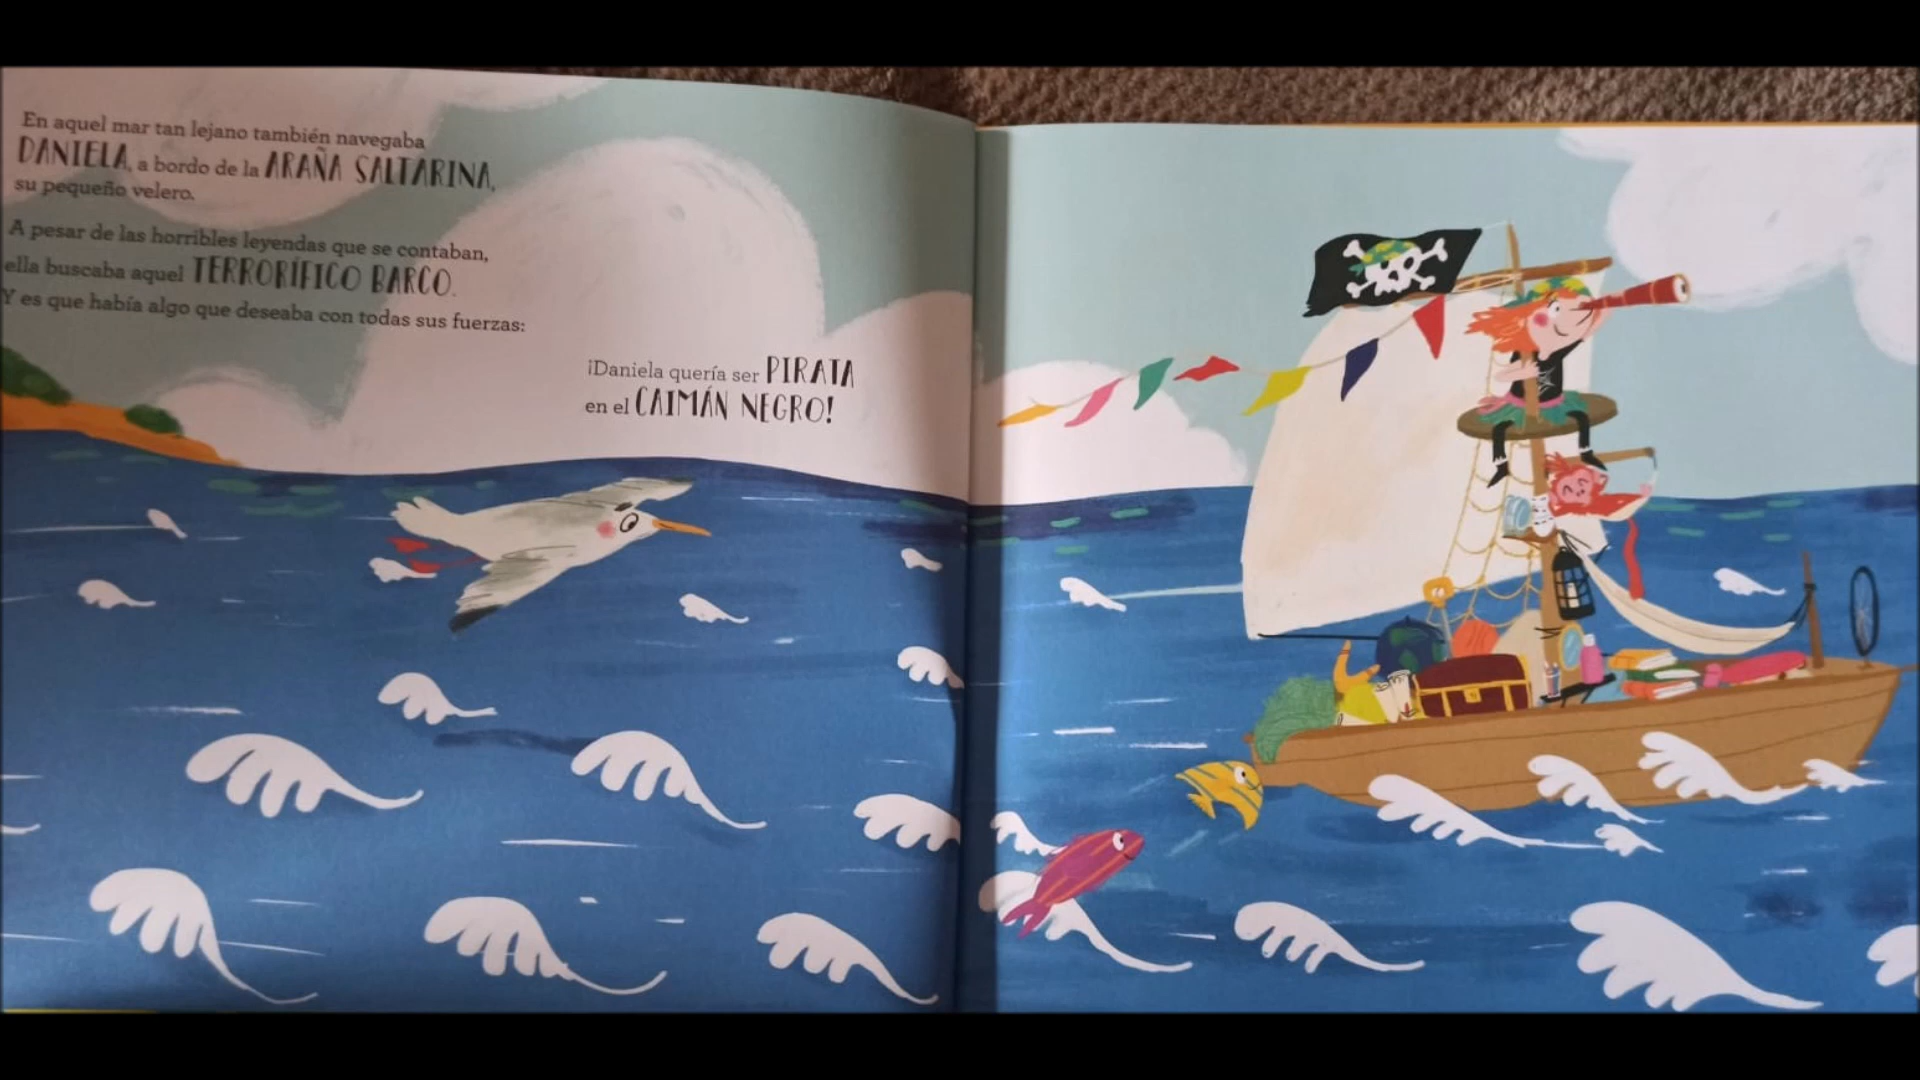 En aquel mar tan lejano también navegaba
DANIELA, a bordo de la ARAÑA SALTARINA,
su pequeño velero.
A pesar de las horribles leyendas que se contaban,
ella buscaba aquel TERRORÍFICO BARCO.
Y es que había algo que deseaba con todas sus fuerzas:
¡Daniela quería ser PIRATA
en el CAIMÁN NEGRO!